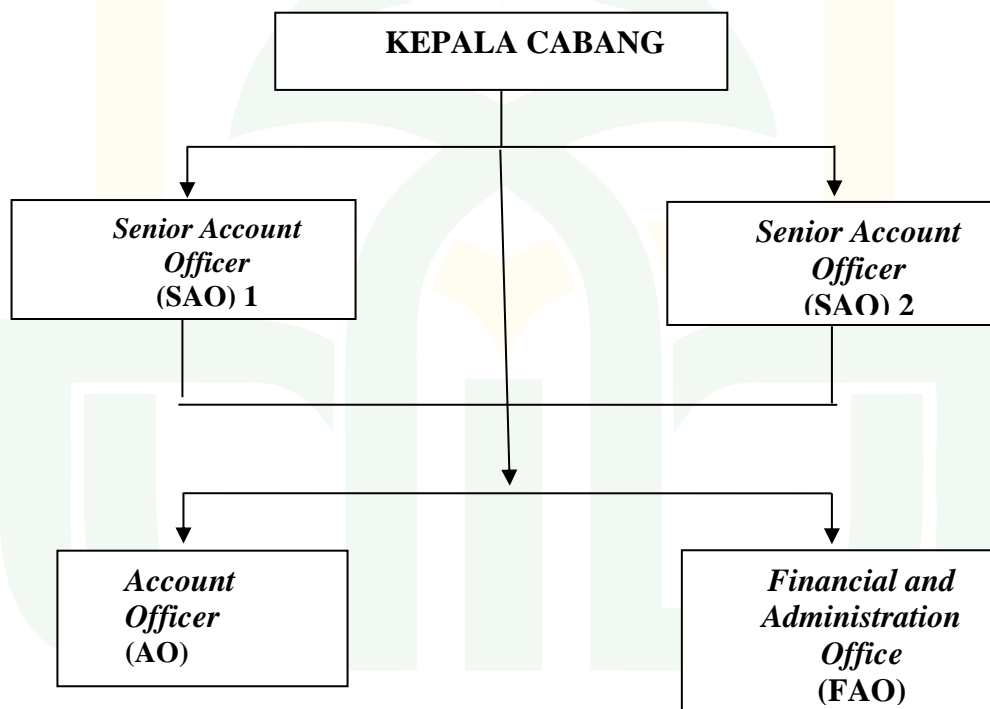 KEPALA CABANG
Senior Account
Officer
(SAO) 1
Senior Account
Officer
(SAO) 2
Account
Officer
(AO)
Financial and
Administration
Office
(FAO)